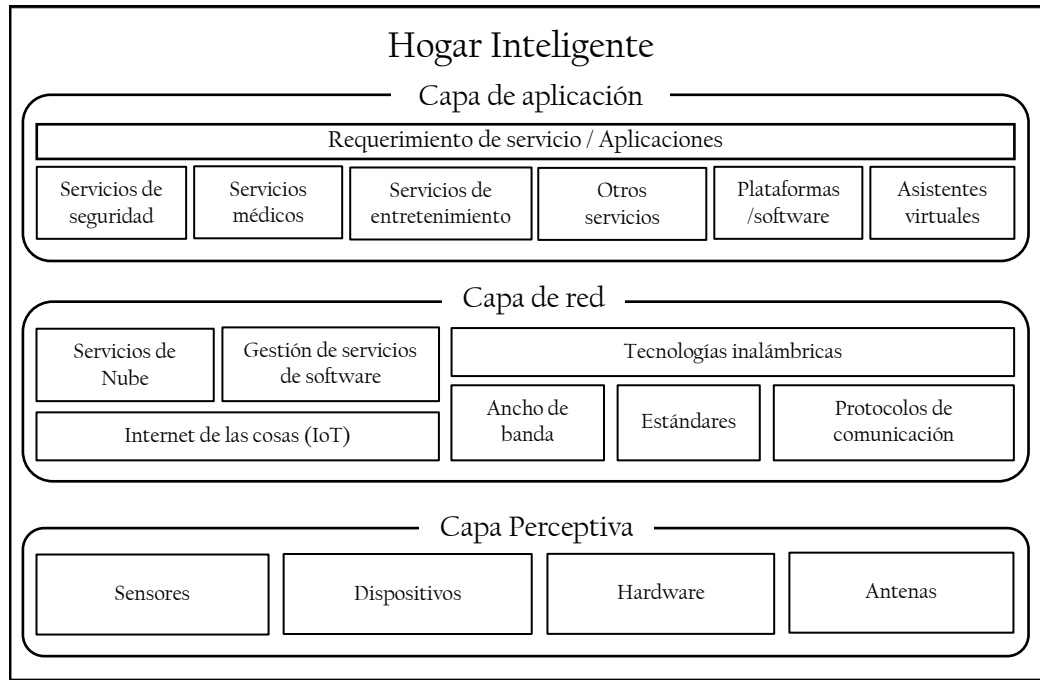 Hogar Inteligente
Capa de aplicación
Requerimiento de servicio / Aplicaciones
Servicios de
seguridad
Servicios
médicos
Servicios de
entretenimiento
Otros
servicios
Plataformas
/software
Asistentes
virtuales
Capa de red
Servicios de
Nube
Gestión de servicios
de software
Tecnologías inalámbricas
Internet de las cosas (IoT)
Ancho de
banda
Estándares
Protocolos de
comunicación
Capa Perceptiva
Sensores
Dispositivos
Hardware
Antenas